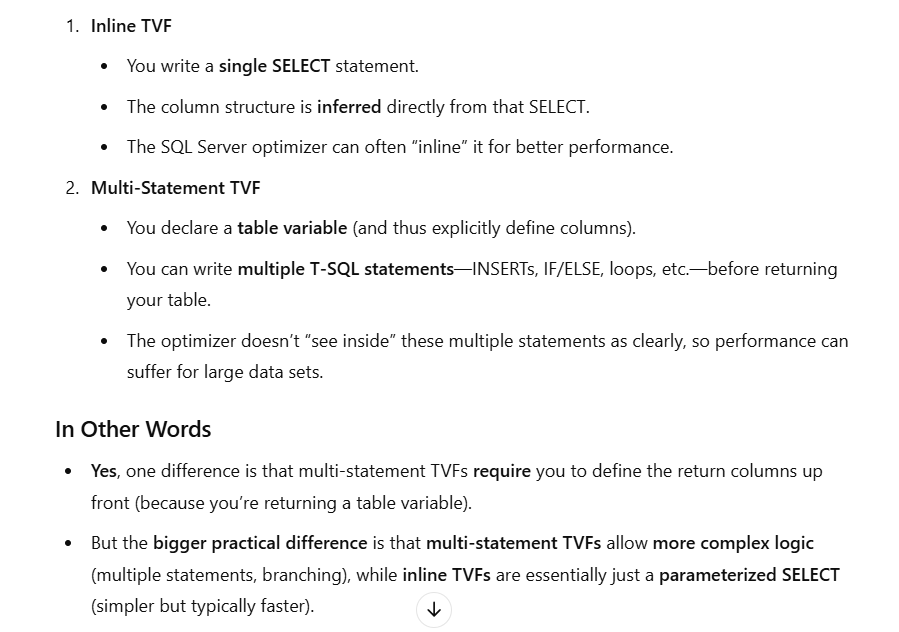 1. Inline TVF
• You write a single SELECT statement.
• The column structure is inferred directly from that SELECT.
• The SQL Server optimizer can often “inline” it for better performance.
2. Multi-Statement TVF
• You declare a table variable (and thus explicitly define columns).
• You can write multiple T-SQL statements—INSERTs, IF/ELSE, loops, etc.—before returning
your table.
• The optimizer doesn’t “see inside” these multiple statements as clearly, so performance can
suffer for large data sets.
In Other Words
• Yes, one difference is that multi-statement TVFs require you to define the return columns up
front (because you’re returning a table variable).
• But the bigger practical difference is that multi-statement TVFs allow more complex logic
(multiple statements, branching), while inline TVFs are essentially just a parameterized SELECT
(simpler but typically faster).